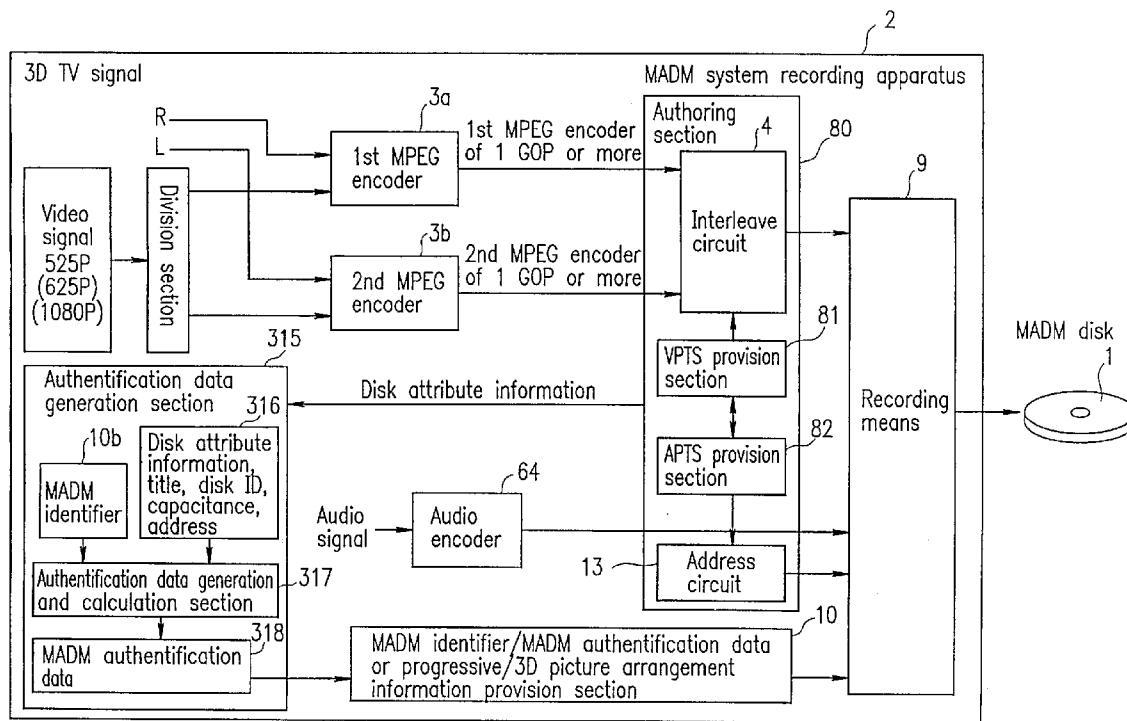 2
3D TV signal
MADM system recording apparatus
R
L
3a
1st MPEG
encoder
1st MPEG encoder
of 1 GOP or more
Authoring
section
4
80
Interleave
circuit
9
Video
signal
525P
(625P)
(1080P)
Division section
3b
2nd MPEG
encoder
2nd MPEG encoder
of 1 GOP or more
81
VPTS provision
section
82
APTS provision
section
MADM disk
1
Recording
means
315
Authentification data
generation section
316
Disk attribute information
10b
MADM
identifier
Disk attribute
information,
title, disk ID,
capacitance,
address
64
Audio
signal
Audio
encoder
13
Address
circuit
Authentification data generation
and calculation section
317
318
MADM authentification
data
10
MADM identifier/MADM authentification data
or progressive/3D picture arrangement
information provision section